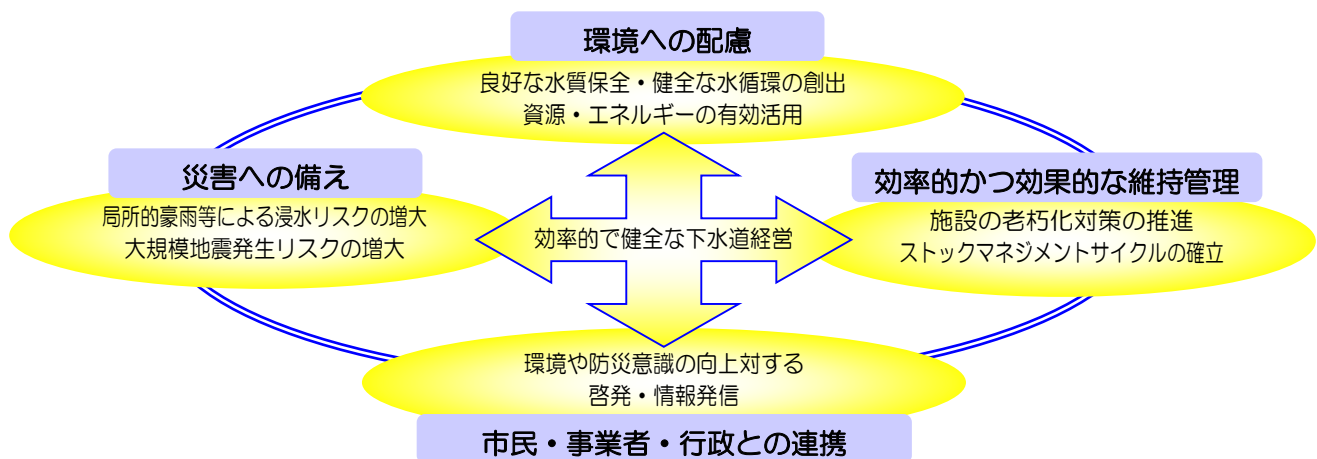 環境への配慮
良好な水質保全・健全な水循環の創出
資源・エネルギーの有効活用
災害への備え
局所的豪雨等による浸水リスクの増大
大規模地震発生リスクの増大
効率的で健全な下水道経営
効率的かつ効果的な維持管理
施設の老朽化対策の推進
ストックマネジメントサイクルの確立
環境や防災意識の向上対する
啓発・情報発信
市民・事業者・行政との連携